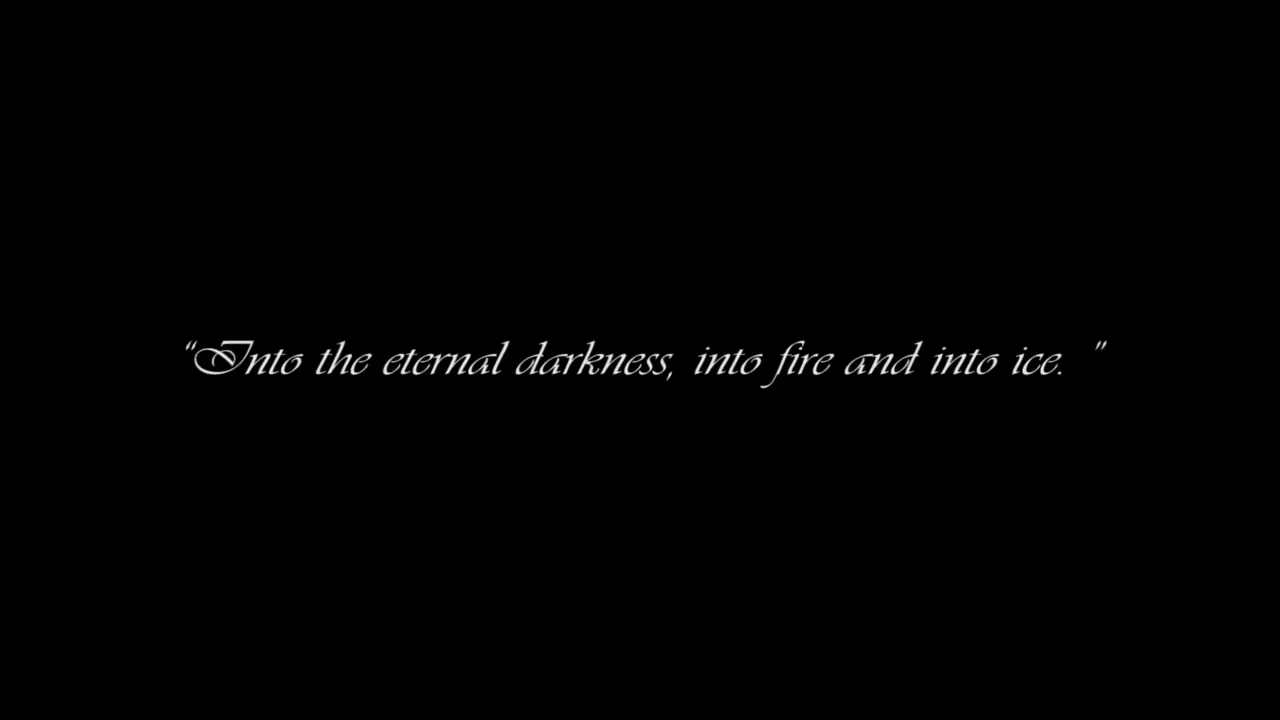 “Into the eternal darkness, into fire and into ice. ”